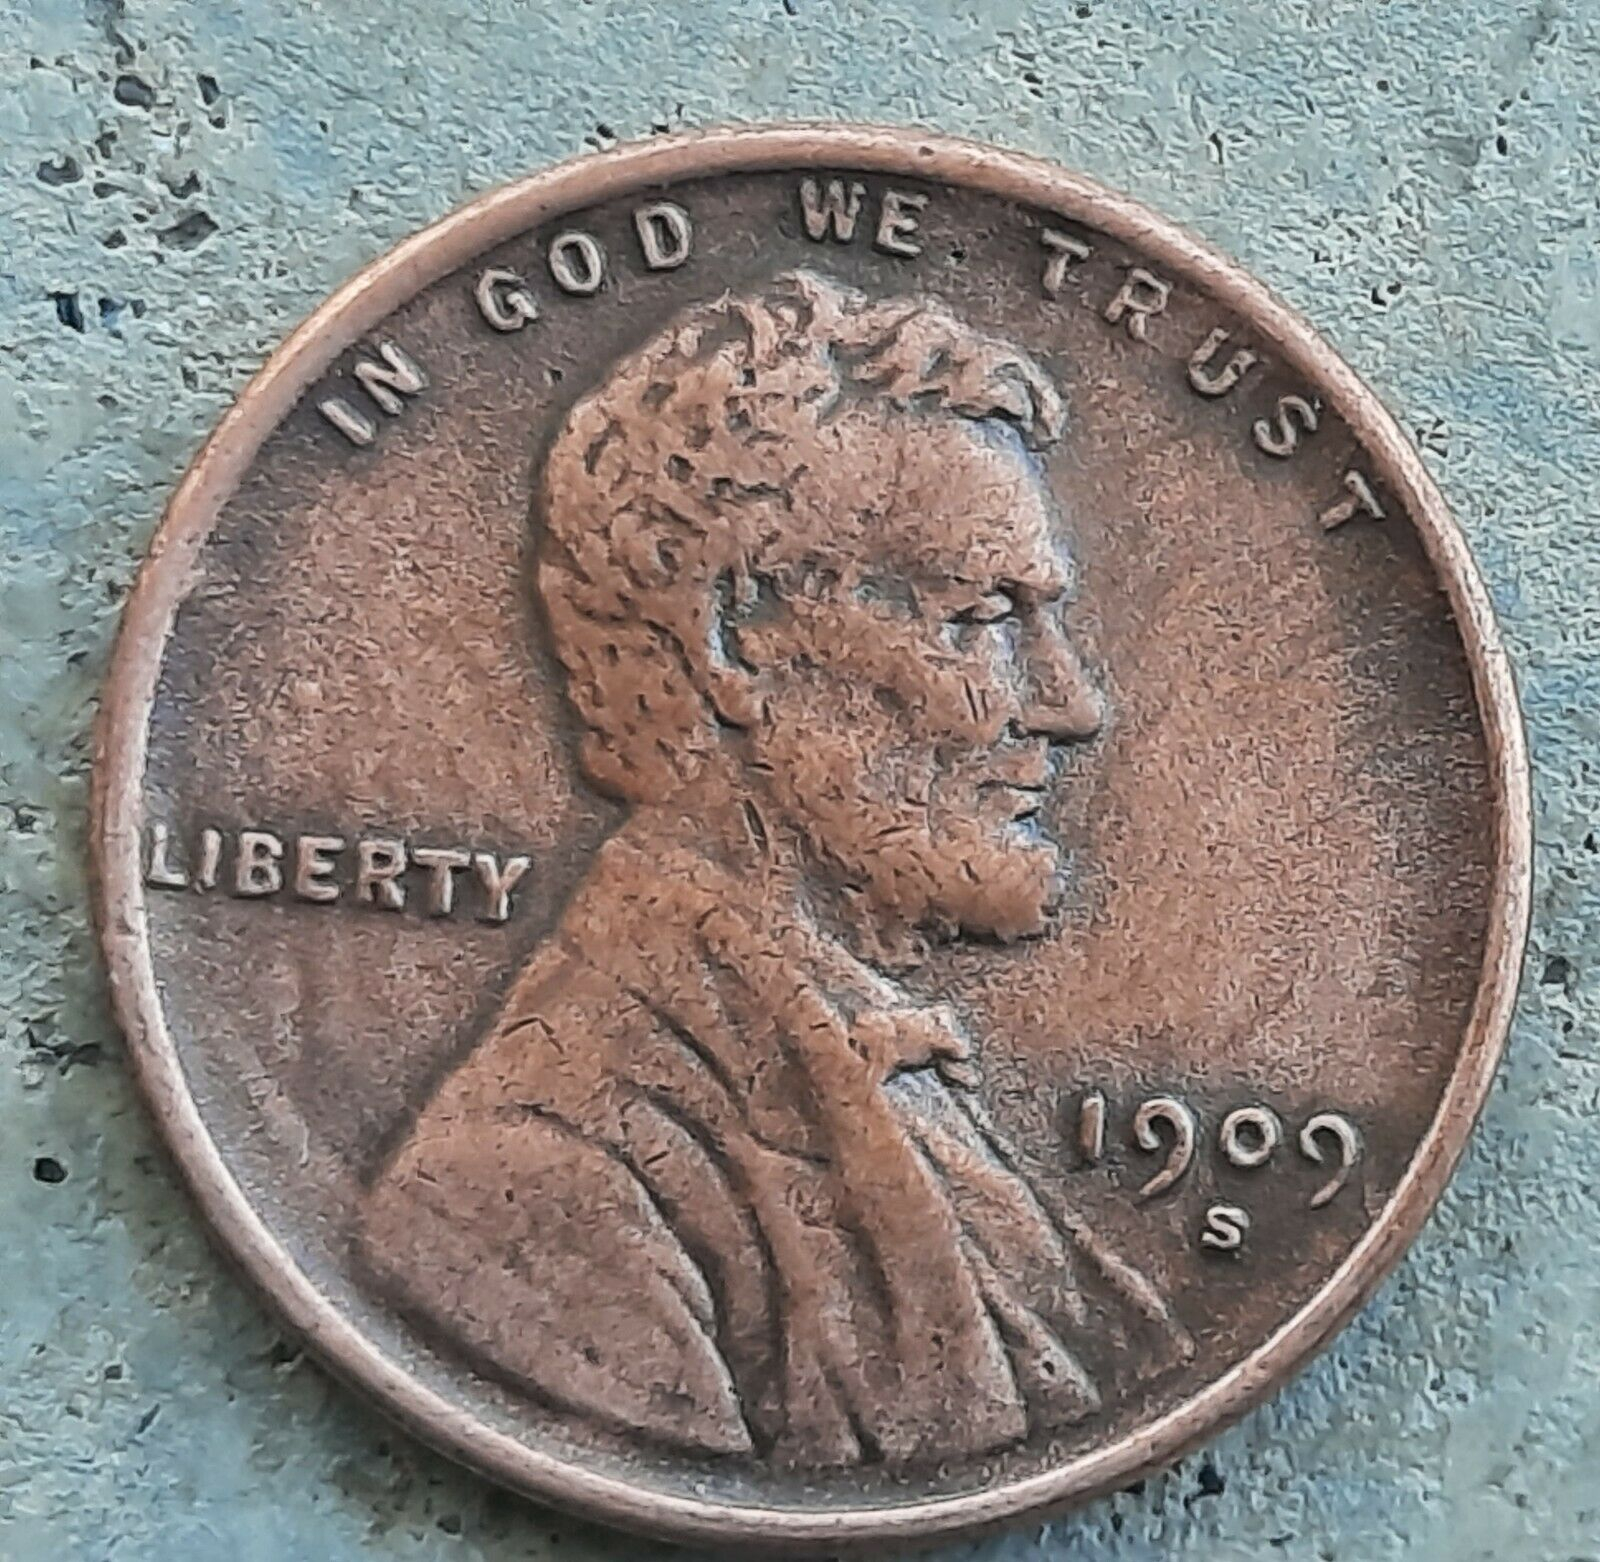 IN GOD WE TRUST
LIBERTY
1909
S